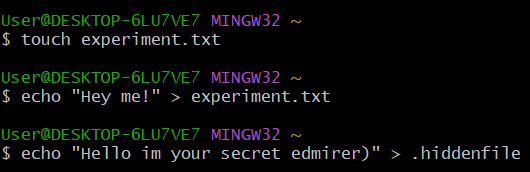 User@DESKTOP-6LU7VE7 MINGW32 ~
$ touch experiment.txt
User@DESKTOP-6LU7VE7 MINGW32 ~
$ echo "Hey me!" > experiment.txt
User@DESKTOP-6LU7VE7 MINGW32 ~
$ echo "Hello im your secret edmirer)" > .hiddenfile